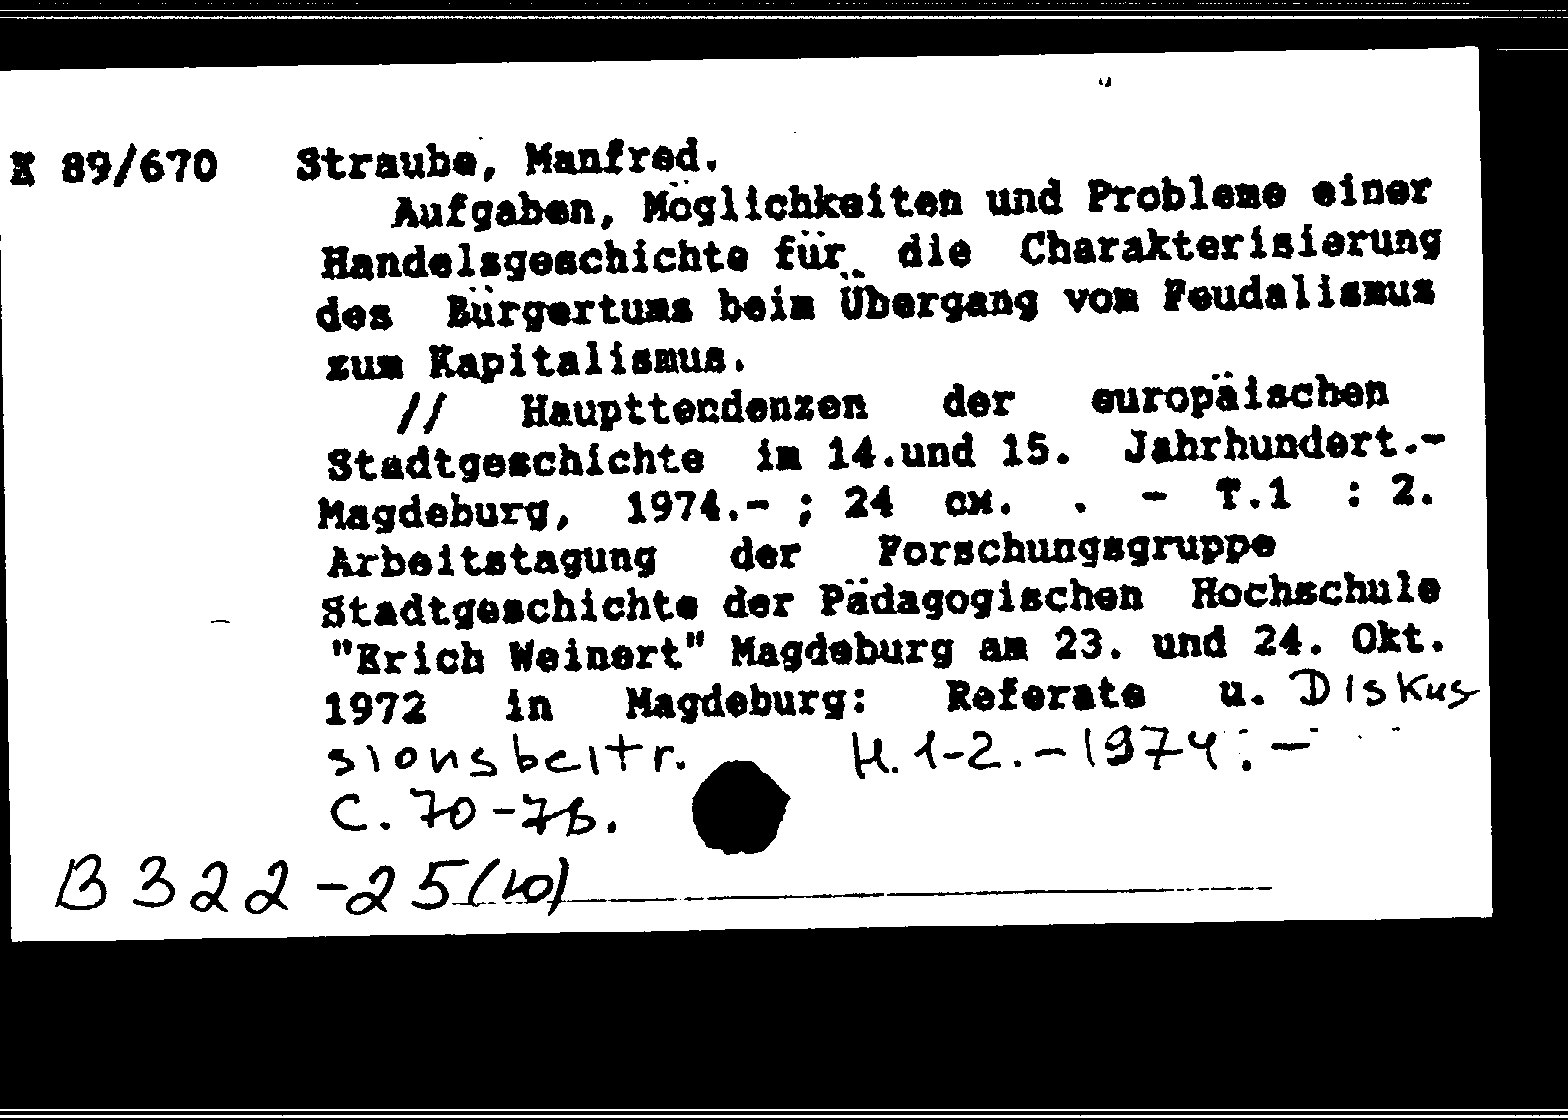 K 89/670 Straube, Manfred.
Aufgaben, Möglichkeiten und Probleme einer
Handelsgeschichte für die Charakterisierung
des Bürgertums beim Übergang vom Feudalismus
zum Kapitalismus.
// Haupttendenzen der europäischen
Stadtgeschichte im 14.und 15. Jahrhundert.-
Magdeburg, 1974.- ; 24 см. . - T.1 : 2.
Arbeitstagung der Forschungsgruppe
Stadtgeschichte der Pädagogischen Hochschule
"Erich Weinert" Magdeburg am 23. und 24. Okt.
1972 in Magdeburg: Referate u. Diskus
sionsbeitr. H. 1-2. - 1974. -
C. 70-78.
B 322-25(10)